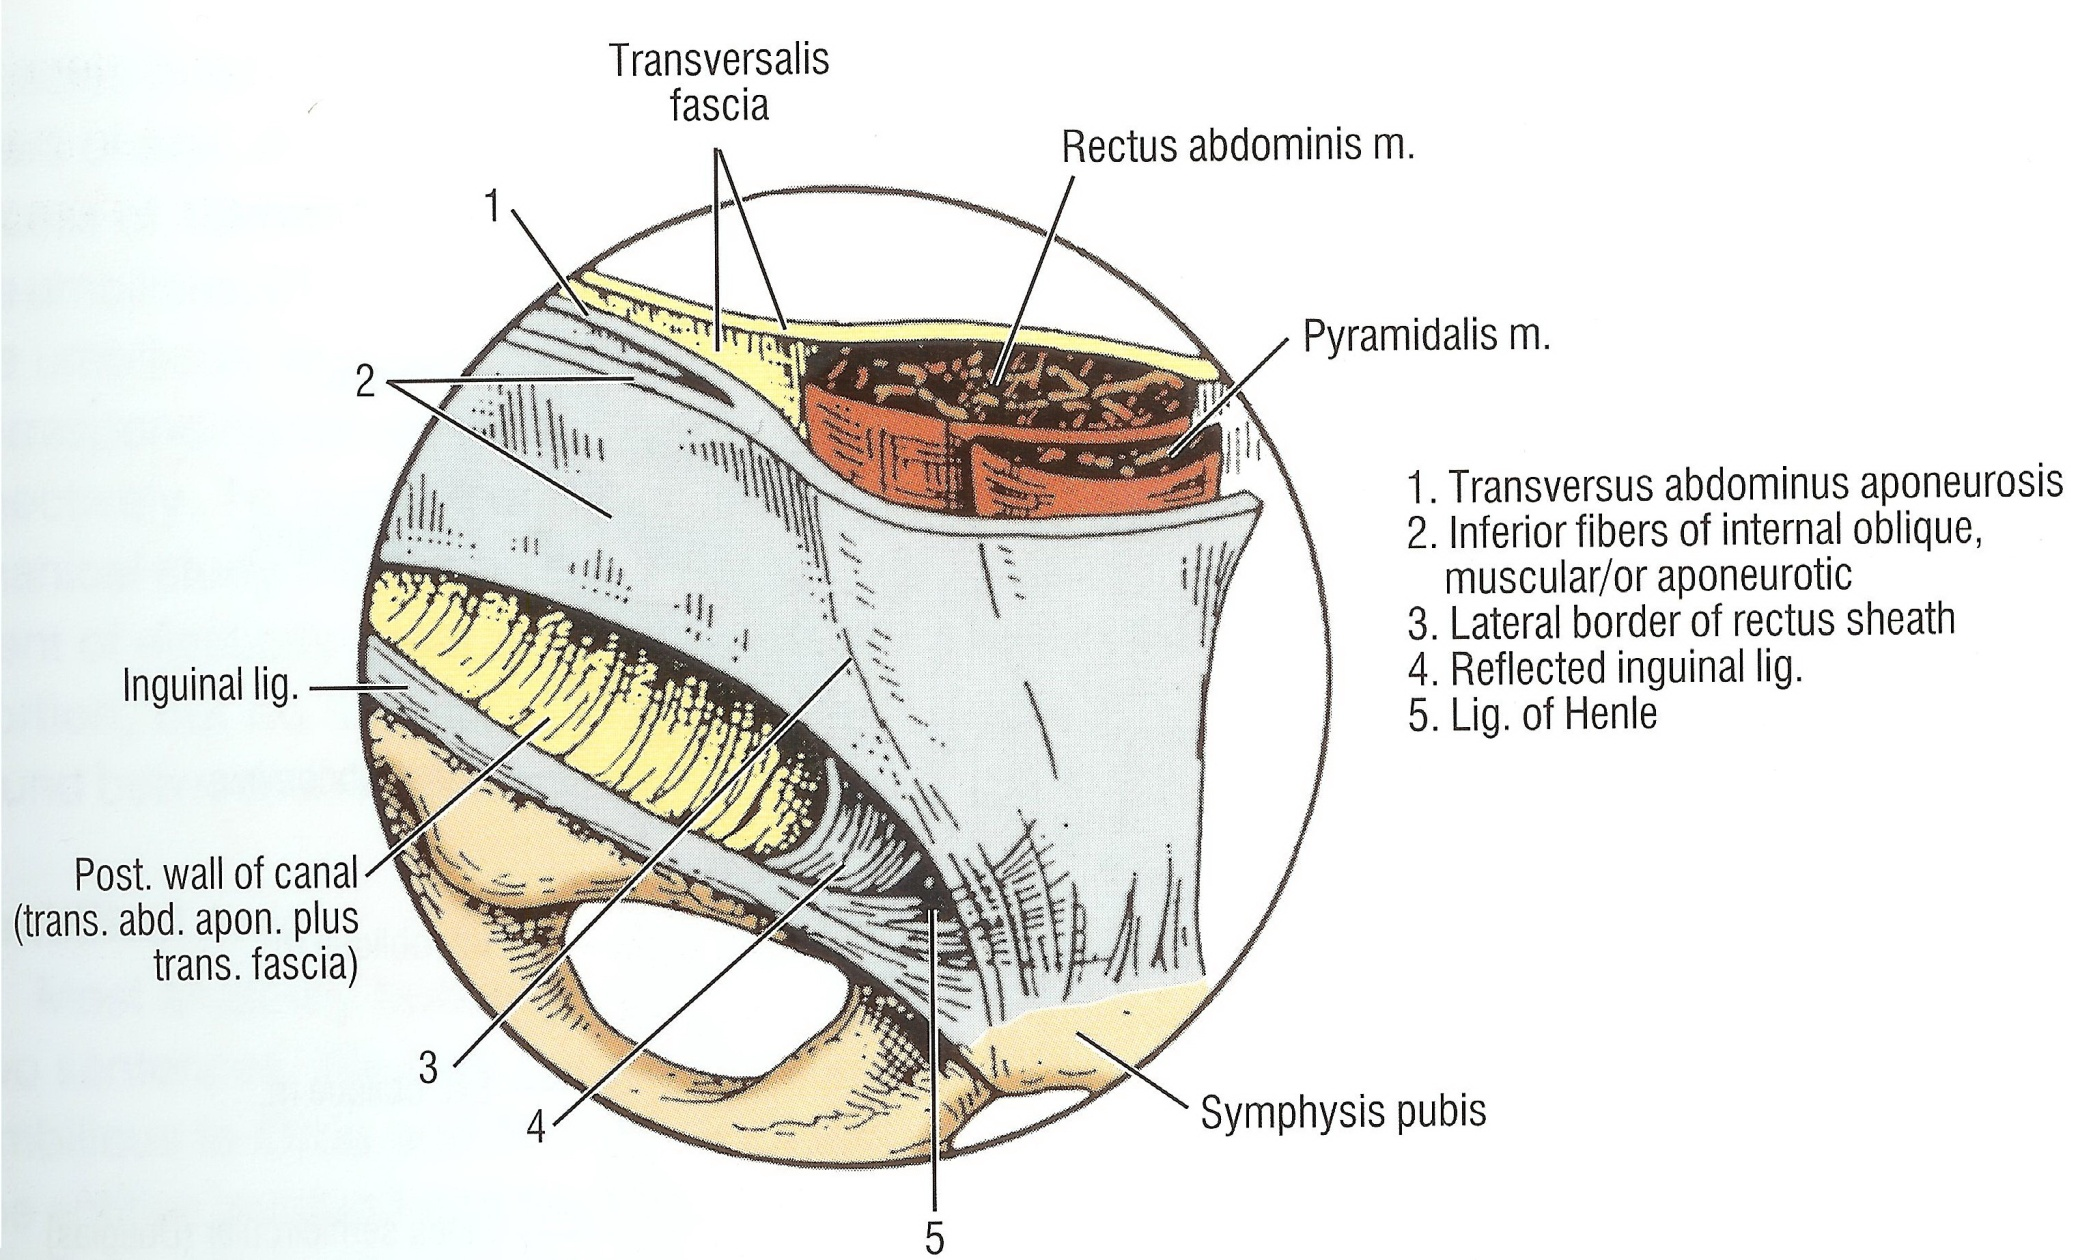 Transversalis
fascia
Rectus abdominis m.
1
Pyramidalis m.
2
1. Transversus abdominus aponeurosis
2. Inferior fibers of internal oblique,
muscular/or aponeurotic
3. Lateral border of rectus sheath
4. Reflected inguinal lig.
5. Lig. of Henle
Inguinal lig.
Post. wall of canal
(trans. abd. apon. plus
trans. fascia)
3
4
Symphysis pubis
5